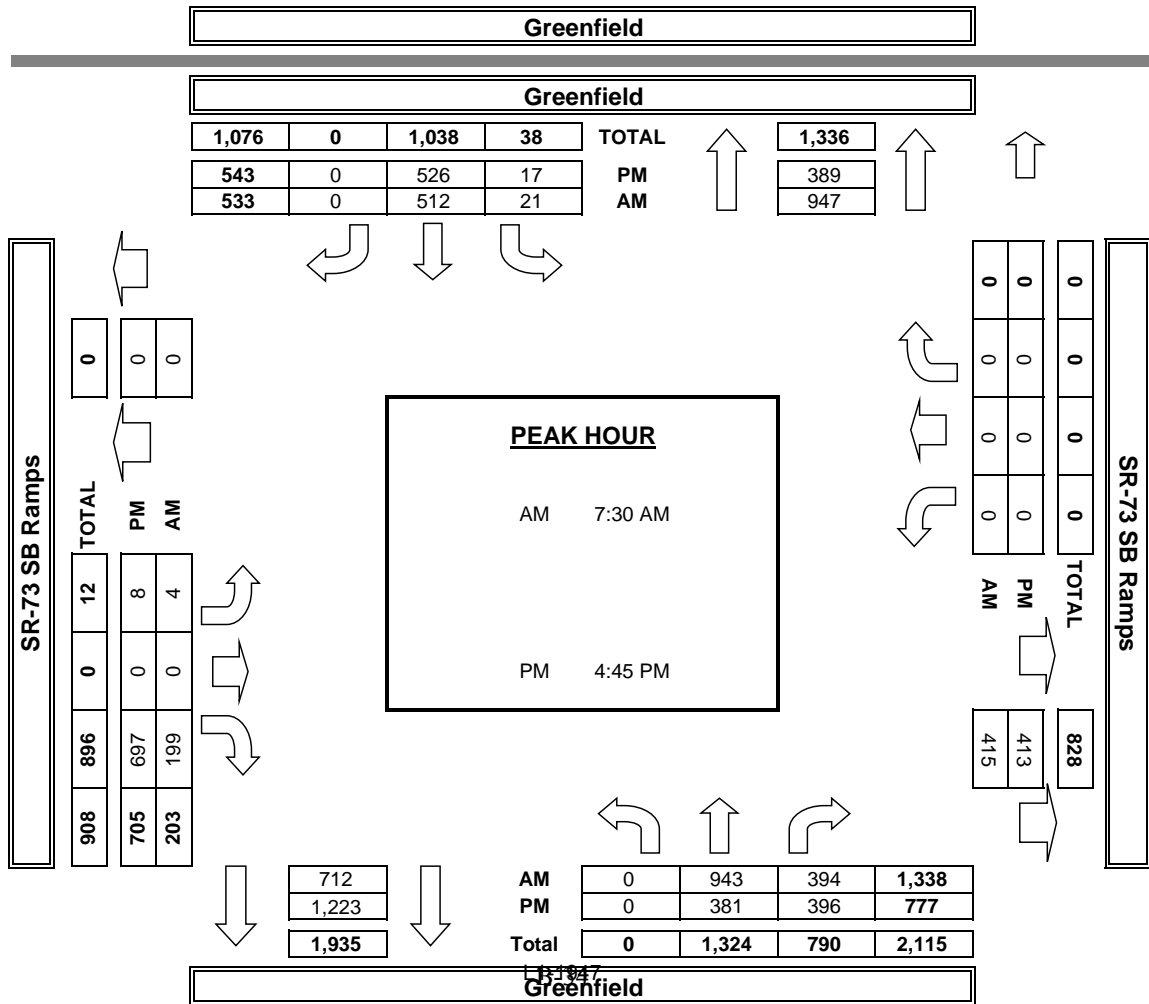 Greenfield
Greenfield
1,076 0 1,038 38 TOTAL 1,336
543 0 526 17 PM 389
533 0 512 21 AM 947
SR-73 SB Ramps
0 0 0
TOTAL PM AM
12 8 4
0 0 0
896 697 199
908 705 203
PEAK HOUR
AM 7:30 AM
PM 4:45 PM
0 0 0
0 0 0
0 0 0
0 0 0
AM PM TOTAL
415 413 828
SR-73 SB Ramps
712 AM 0 943 394 1,338
1,223 PM 0 381 396 777
1,935 Total 0 1,324 790 2,115
Greenfield